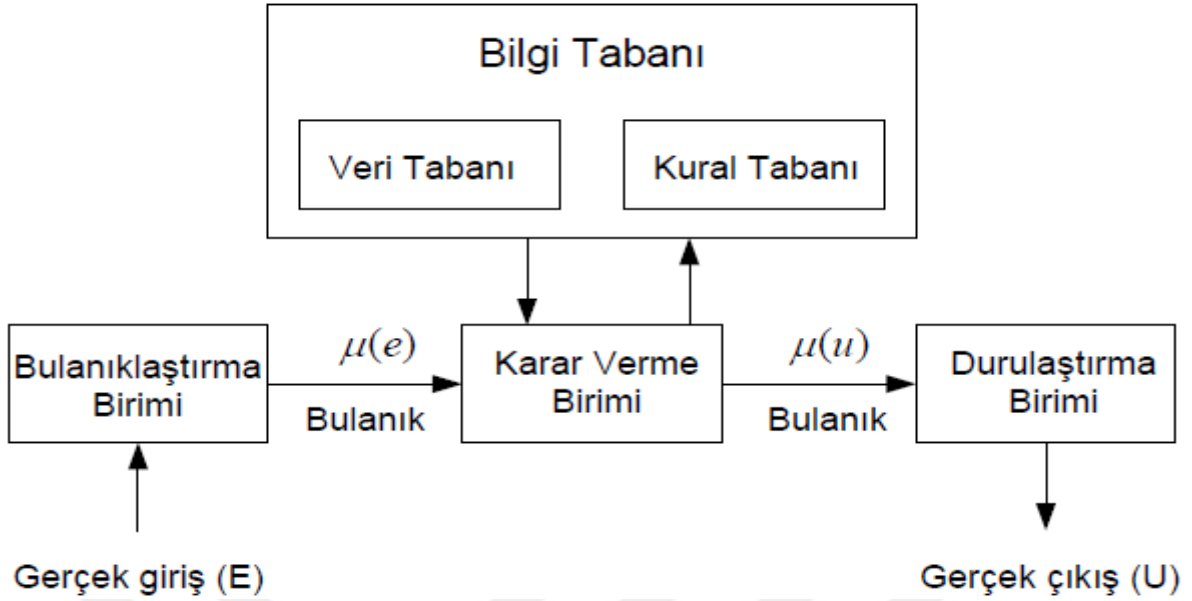 Bilgi Tabanı
Veri Tabanı
Kural Tabanı
Bulanıklaştırma
Birimi
μ(e)
Bulanık
Karar Verme
Birimi
μ(u)
Bulanık
Durulaştırma
Birimi
Gerçek giriş (E)
Gerçek çıkış (U)